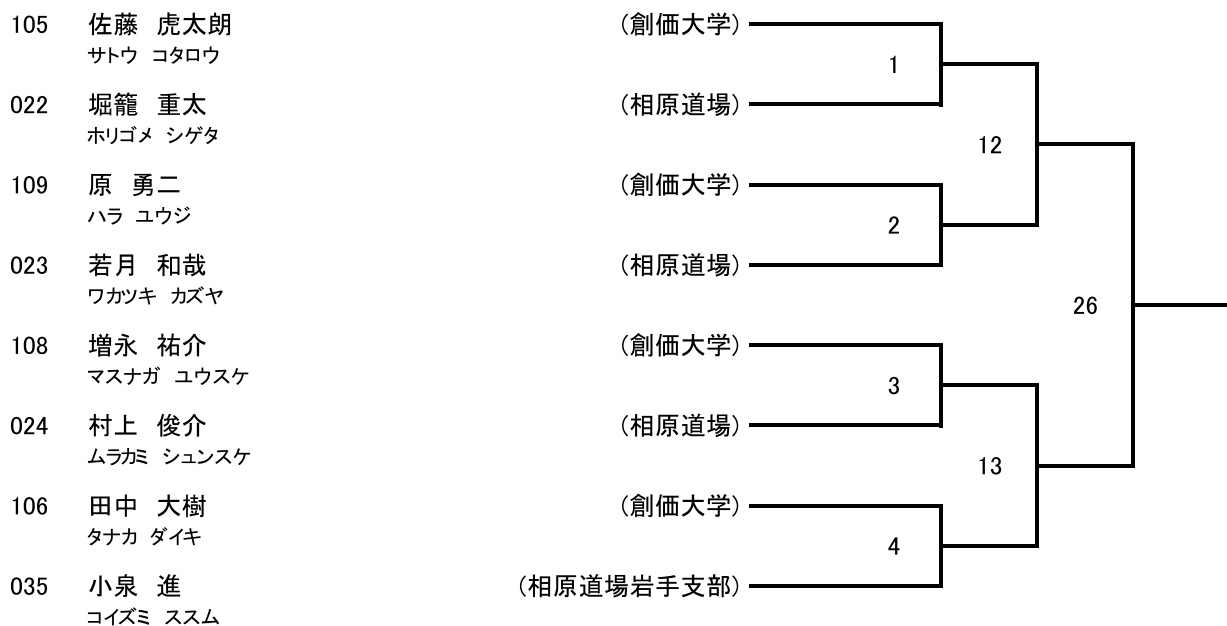 105 佐藤 虎太朗 (創価大学)
サトウ コタロウ
1
022 堀籠 重太 (相原道場)
ホリゴメ シゲタ
12
109 原 勇二 (創価大学)
ハラ ユウジ
2
023 若月 和哉 (相原道場)
ワカツキ カズヤ
26
108 増永 祐介 (創価大学)
マスナガ ユウスケ
3
024 村上 俊介 (相原道場)
ムラカミ シュンスケ
13
106 田中 大樹 (創価大学)
タナカ ダイキ
4
035 小泉 進 (相原道場岩手支部)
コイズミ ススム